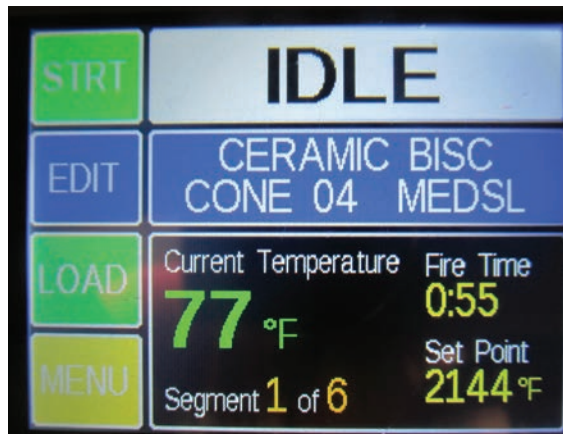 STRT
IDLE
EDIT
CERAMIC BISC
CONE 04 MEDSL
LOAD
Current Temperature
77 °F
Segment 1 of 6
Fire Time
0:55
Set Point
2144 °F
MENU